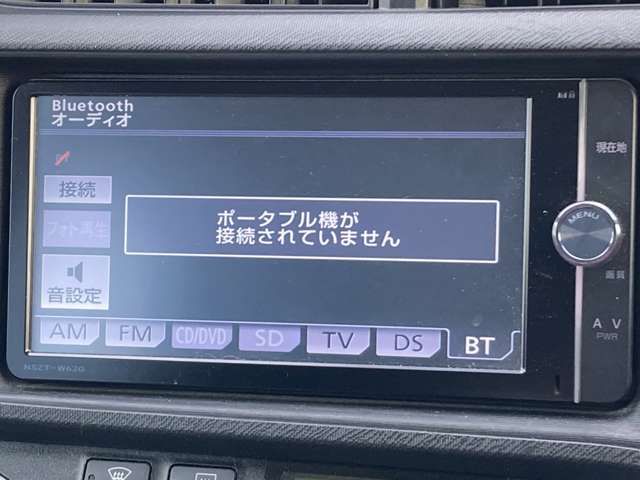 Bluetooth
オーディオ
接続
フォト再生
音設定
ポータブル機が
接続されていません
AM
FM
CD/DVD
SD
TV
DS
BT
NSZT-W62G
現在地
MENU
画質
AV
PWR